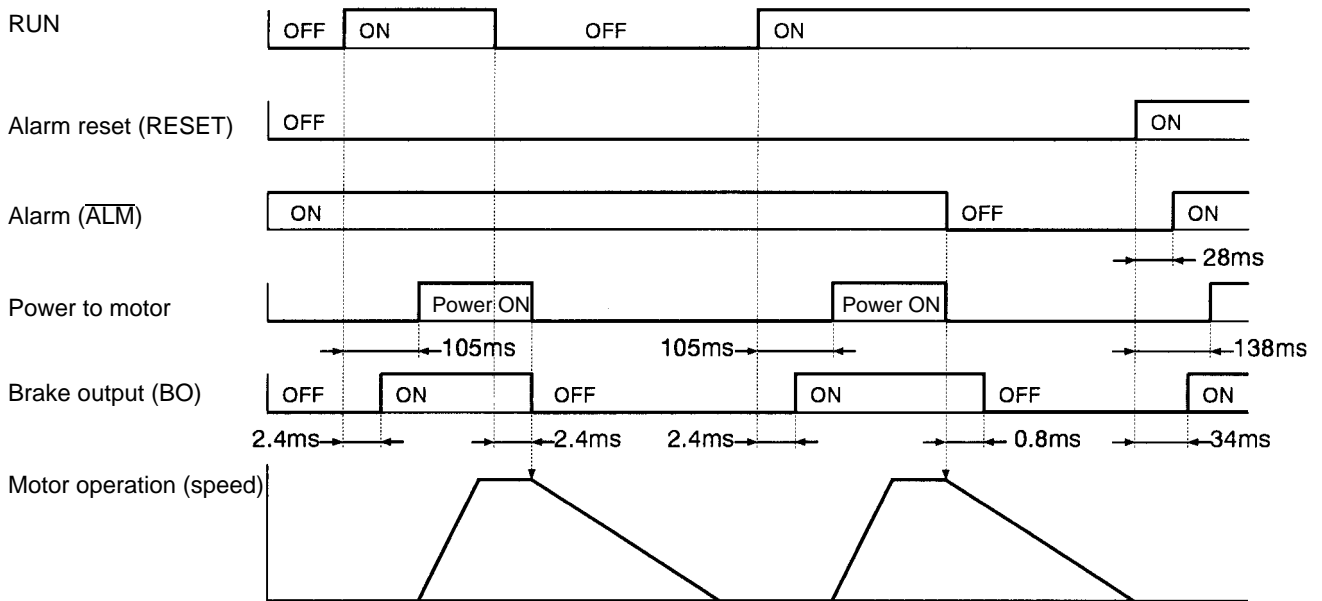 RUN OFF ON OFF ON
Alarm reset (RESET) OFF ON
Alarm (ALM) ON OFF ON
28ms
Power to motor Power ON Power ON
105ms 105ms 138ms
Brake output (BO) OFF ON OFF ON OFF ON
2.4ms 2.4ms 2.4ms 0.8ms 34ms
Motor operation (speed)